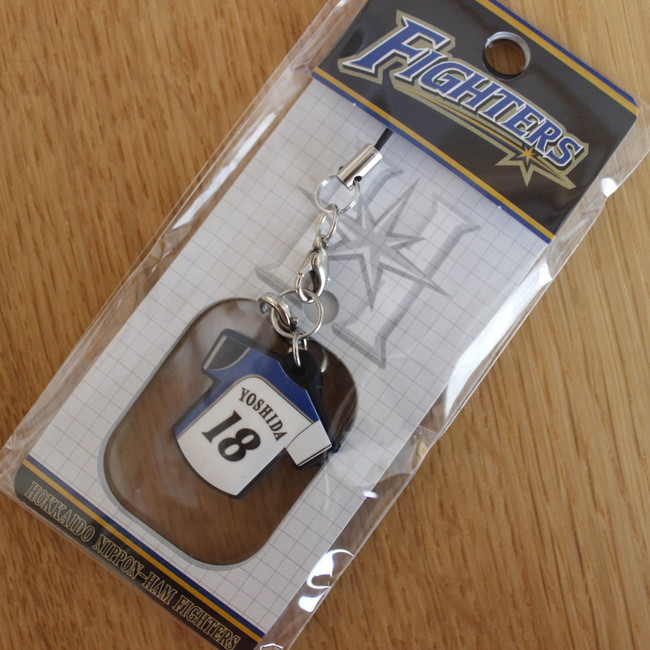 FIGHTERS
YOSHIDA
18
HOKKAIDO NIPPON-HAM FIGHTERS